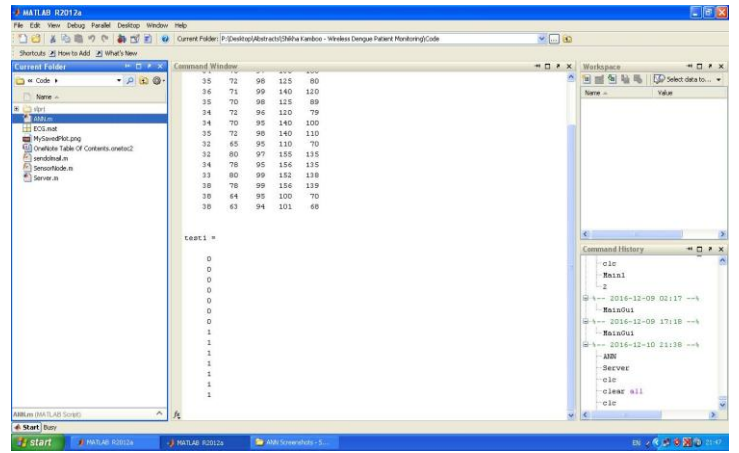 MATLAB R2012a
File Edit View Debug Parallel Desktop Window Help
Current Folder: P:\Desktop\Abstracts\Shikha Kamboo - Wireless Dengue Patient Monitoring\Code
Shortcuts How to Add What's New
Current Folder
« Code
Name
slprj
ANN.m
ECG.mat
MySavedPlot.png
OneNote Table Of Contents.onetoc2
sendolmail.m
SensorNode.m
Server.m
ANN.m (MATLAB Script)
Command Window
35 72 98 125 80
36 71 99 140 120
35 70 98 125 89
34 72 96 120 79
34 70 95 140 100
35 72 98 140 110
32 65 95 110 70
32 80 97 155 135
34 78 95 156 135
33 80 99 152 138
38 78 99 156 139
38 64 95 100 70
38 63 94 101 68
test1 =
0
0
0
0
0
0
0
1
1
1
1
1
1
1
fx
Workspace
Select data to...
Name Value
Command History
clc
Main1
2
%-- 2016-12-09 02:17 --%
MainGui
%-- 2016-12-09 17:18 --%
MainGui
%-- 2016-12-10 21:38 --%
ANN
Server
clc
clear all
clc
Start Busy
start MATLAB R2012a MATLAB R2012a ANN Screenshots - S... EN 21:47